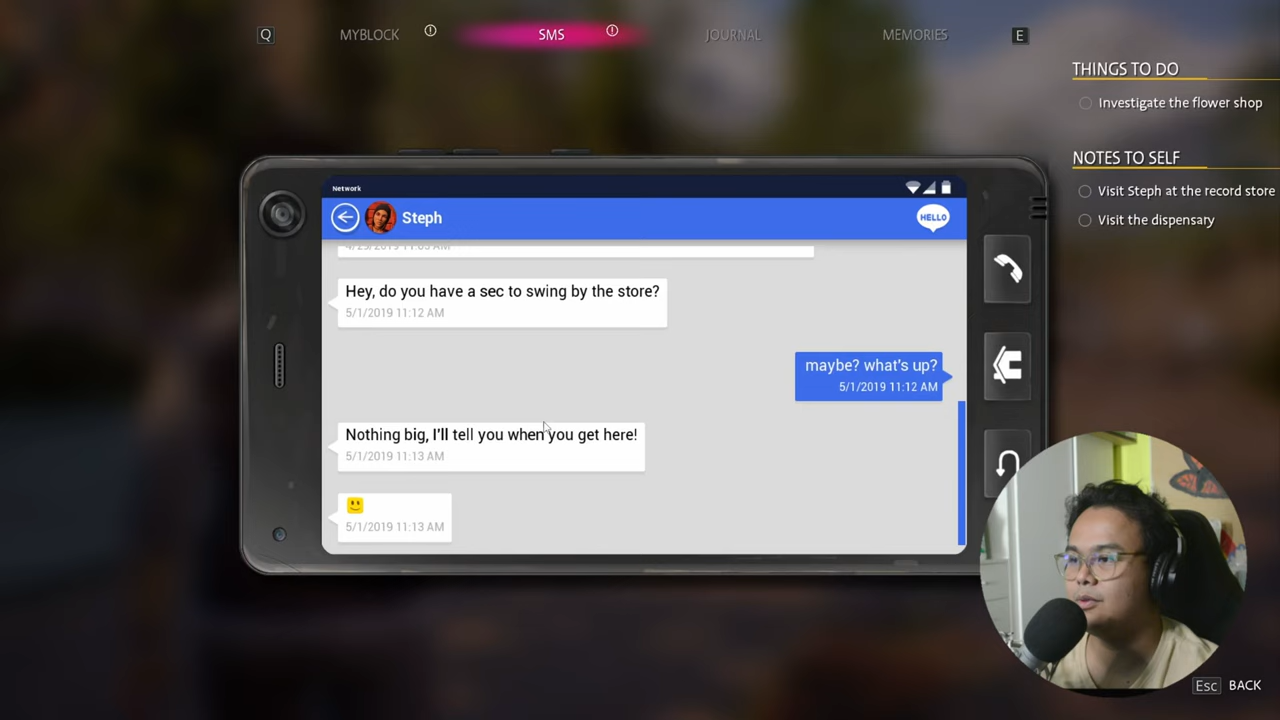 Q
MYBLOCK
SMS
JOURNAL
MEMORIES
E
THINGS TO DO
Investigate the flower shop
NOTES TO SELF
Visit Steph at the record store
Visit the dispensary
Network
Steph
HELLO
Hey, do you have a sec to swing by the store?
5/1/2019 11:12 AM
maybe? what's up?
5/1/2019 11:12 AM
Nothing big, I'll tell you when you get here!
5/1/2019 11:13 AM
5/1/2019 11:13 AM
Esc BACK